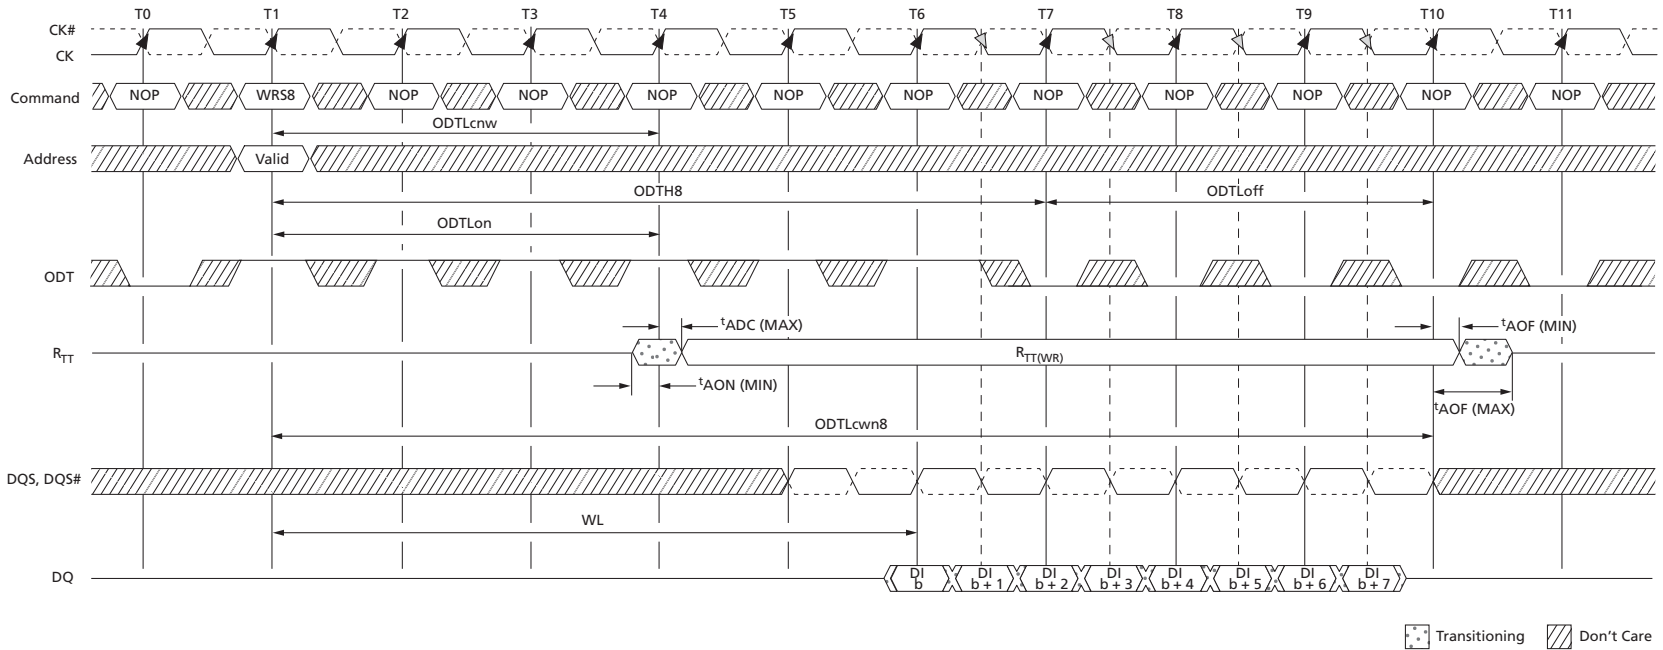 T0 T1 T2 T3 T4 T5 T6 T7 T8 T9 T10 T11
CK#
CK
Command NOP WRS8 NOP NOP NOP NOP NOP NOP NOP NOP NOP NOP
ODTLcnw
Address Valid
ODTH8 ODTLoff
ODTLon
ODT
tADC (MAX) tAOF (MIN)
RTT RTT(WR)
tAON (MIN)
tAOF (MAX)
ODTLcwn8
DQS, DQS#
WL
DQ DI b DI b + 1 DI b + 2 DI b + 3 DI b + 4 DI b + 5 DI b + 6 DI b + 7
Transitioning Don't Care